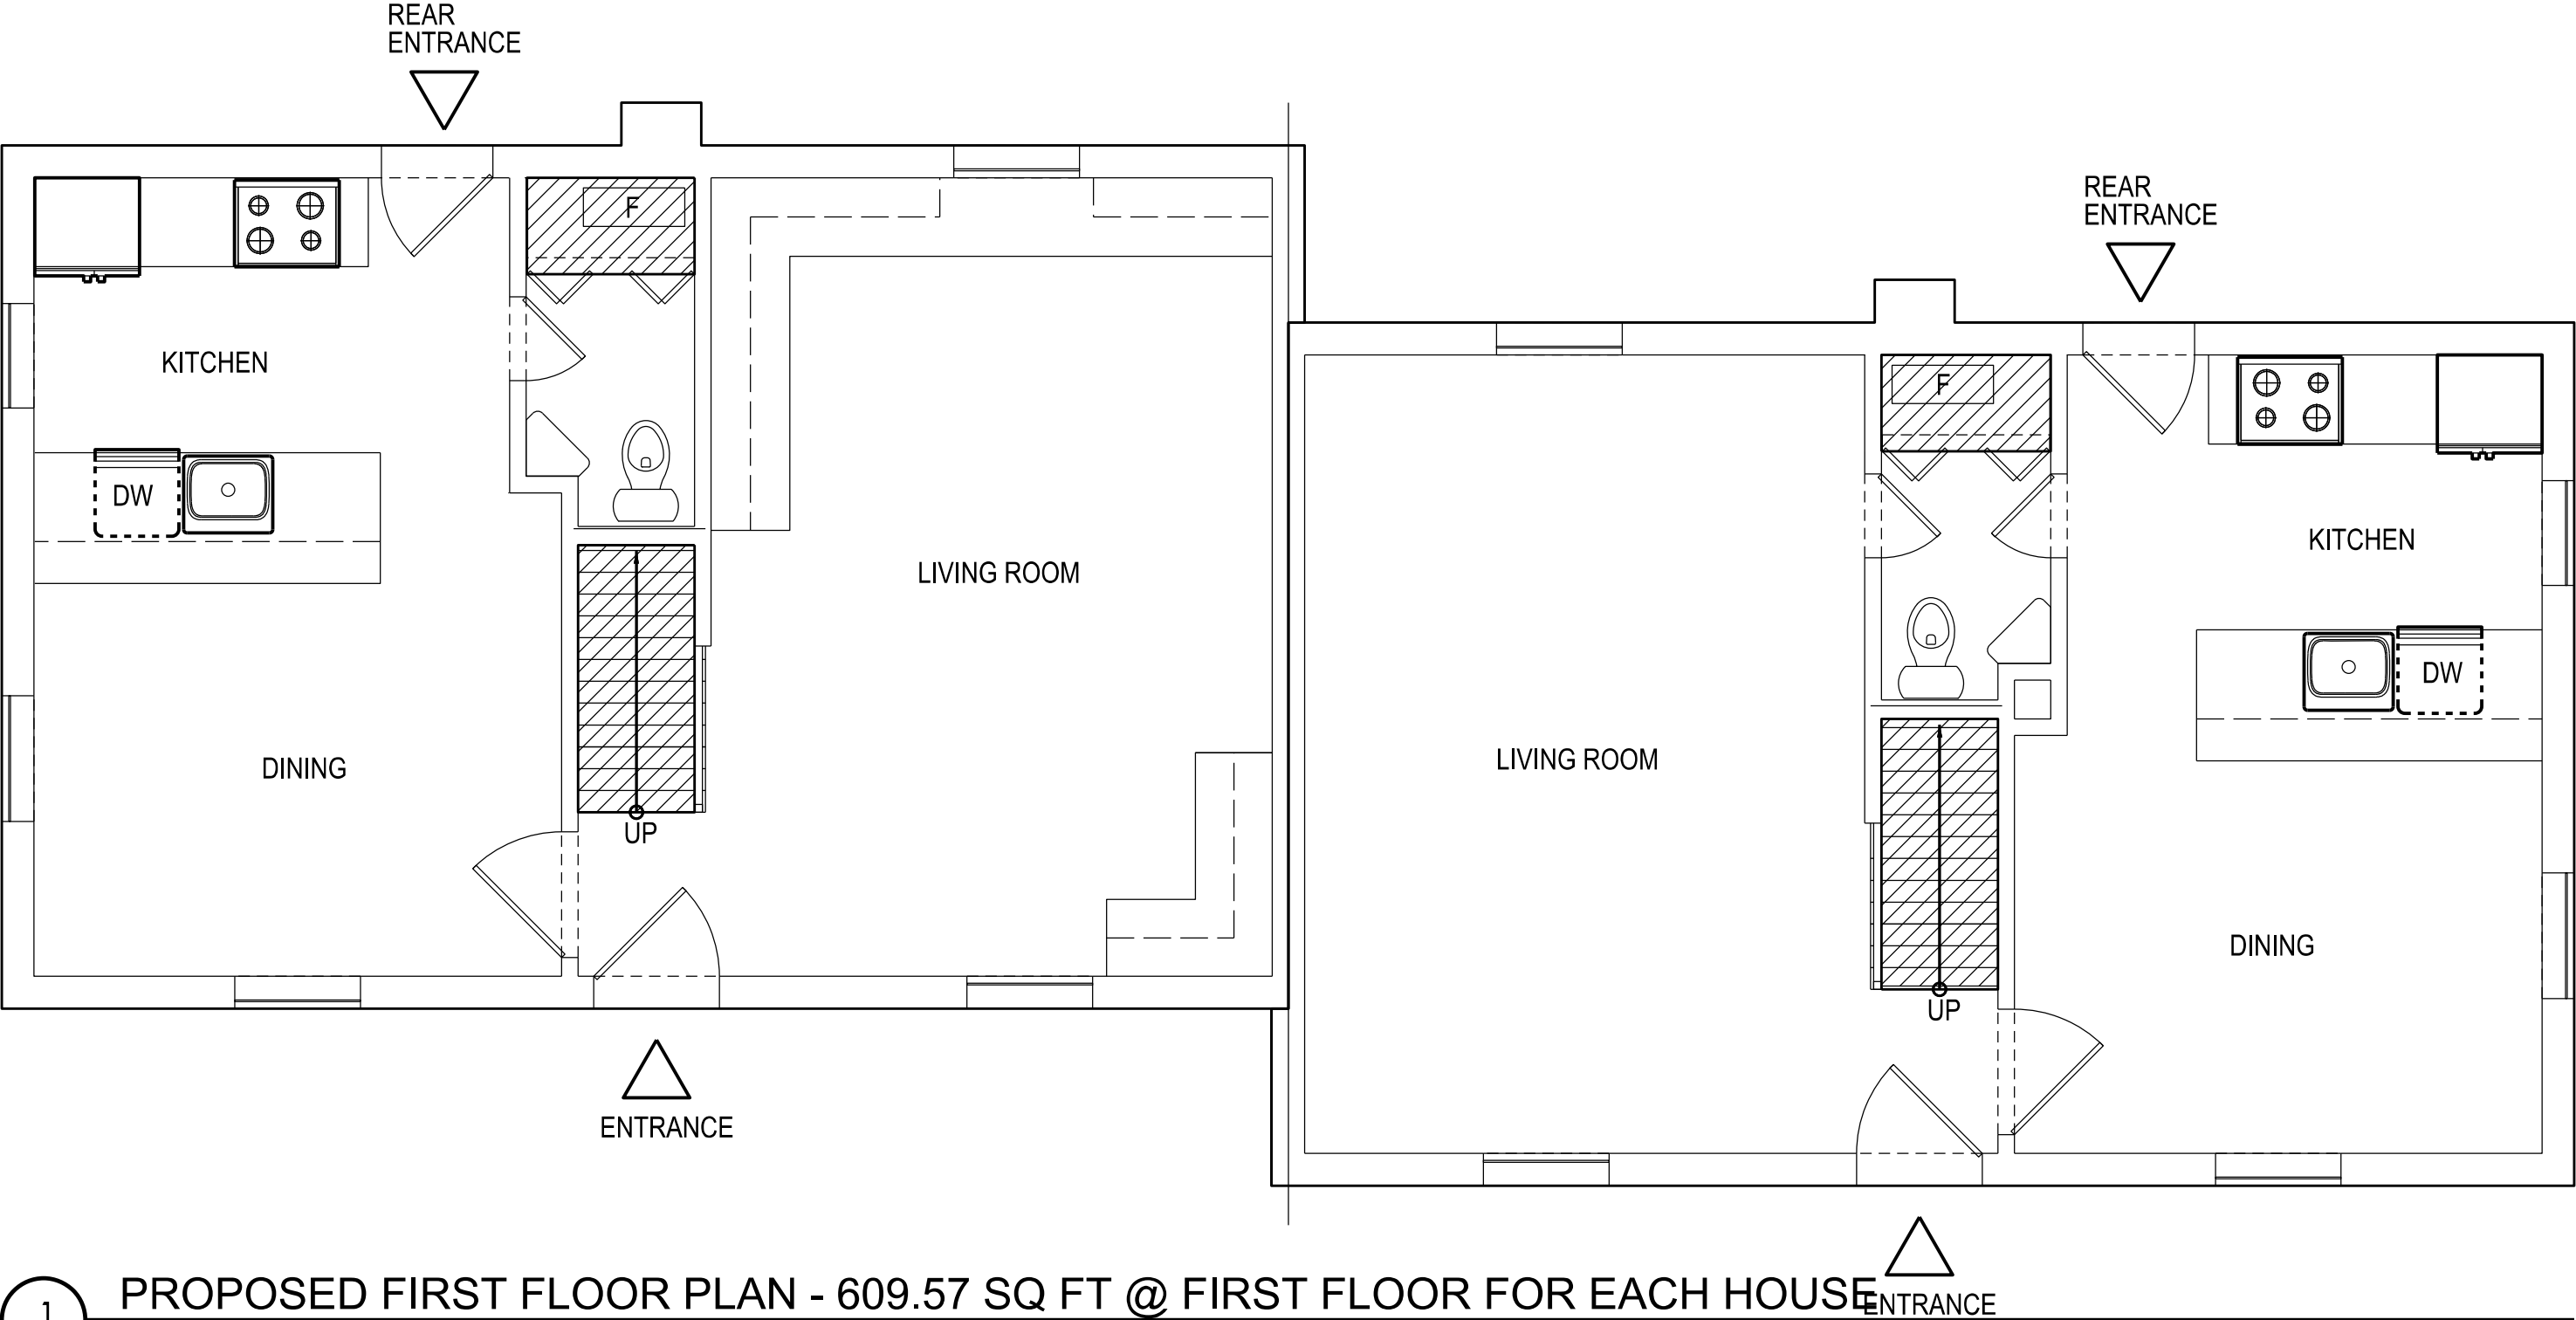 REAR
ENTRANCE
REAR
ENTRANCE
F
KITCHEN
DW
LIVING ROOM
DINING
UP
ENTRANCE
F
KITCHEN
DW
LIVING ROOM
DINING
UP
ENTRANCE
1
PROPOSED FIRST FLOOR PLAN - 609.57 SQ FT @ FIRST FLOOR FOR EACH HOUSE